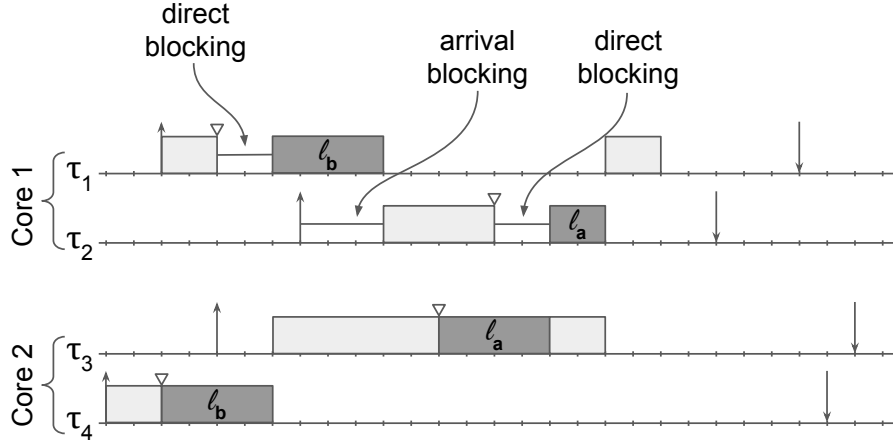 direct
blocking
arrival
blocking
direct
blocking
Core 1
τ1
ℓb
τ2
ℓa
Core 2
τ3
ℓa
τ4
ℓb